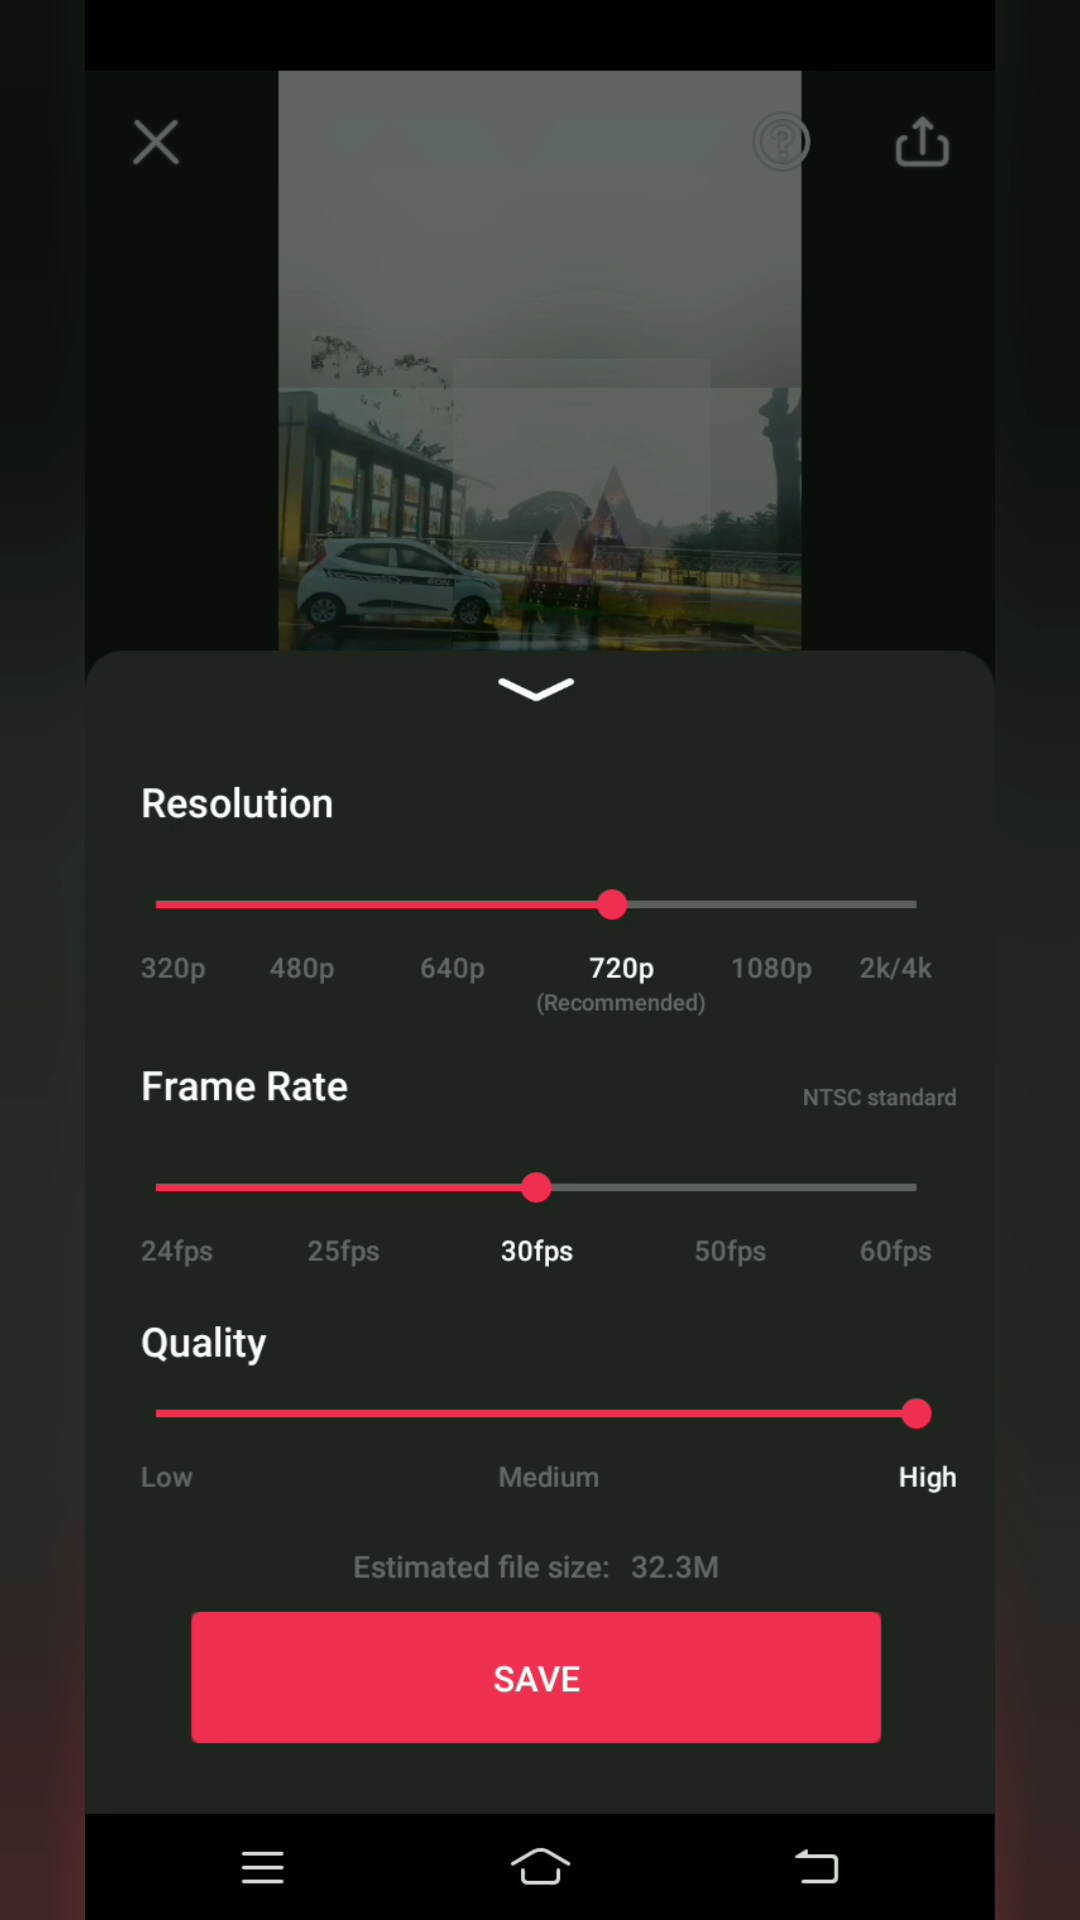 Resolution
320p 480p 640p 720p 1080p 2k/4k
(Recommended)
Frame Rate NTSC standard
24fps 25fps 30fps 50fps 60fps
Quality
Low Medium High
Estimated file size: 32.3M
SAVE